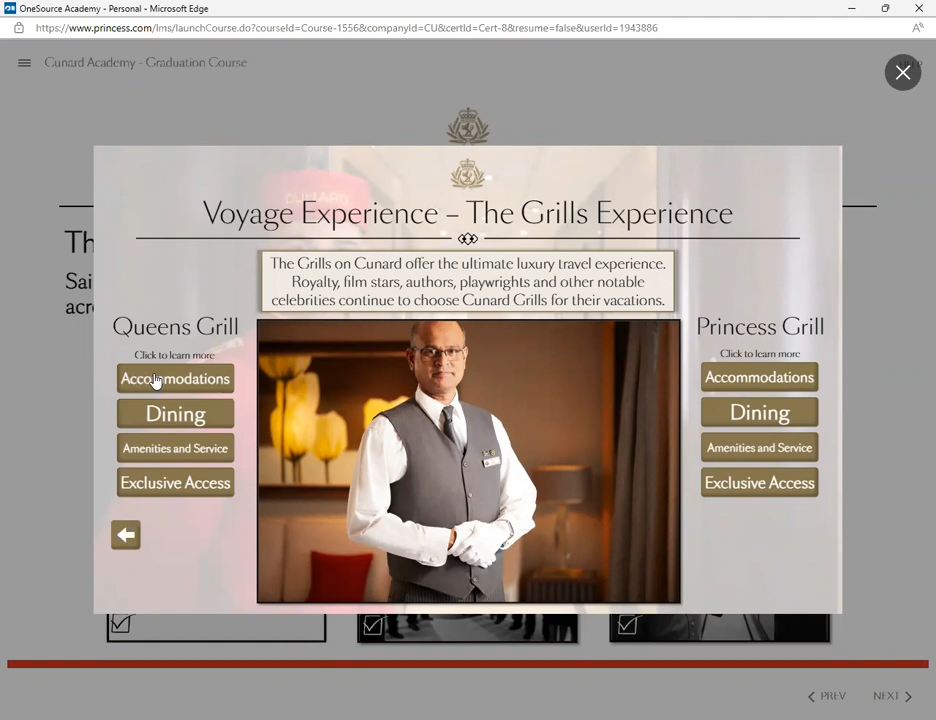 OneSource Academy - Personal - Microsoft Edge
https://www.princess.com/lms/launchCourse.do?courseId=Course-1556&companyId=CU&certId=Cert-8&resume=false&userId=1943886
Cunard Academy - Graduation Course
CUNARD
Voyage Experience – The Grills Experience
The Grills on Cunard offer the ultimate luxury travel experience.
Royalty, film stars, authors, playwrights and other notable
celebrities continue to choose Cunard Grills for their vacations.
Th
Sai
acr
Queens Grill
Click to learn more
Accommodations
Dining
Amenities and Service
Exclusive Access
Princess Grill
Click to learn more
Accommodations
Dining
Amenities and Service
Exclusive Access
PREV
NEXT